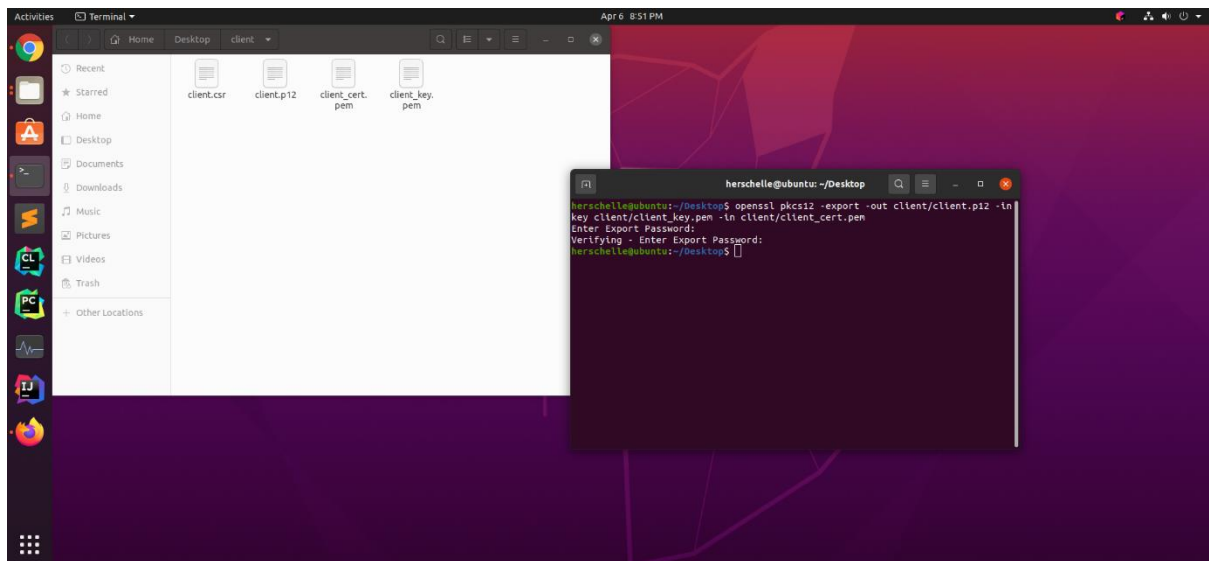 Activities
Terminal
Apr 6 8:51 PM
Home
Desktop
client
Recent
Starred
Home
Desktop
Documents
Downloads
Music
Pictures
Videos
Trash
+ Other Locations
client.csr
client.p12
client_cert.
pem
client_key.
pem
CL
PC
IJ
herschelle@ubuntu: ~/Desktop
herschelle@ubuntu:~/Desktop$ openssl pkcs12 -export -out client/client.p12 -in
key client/client_key.pem -in client/client_cert.pem
Enter Export Password:
Verifying - Enter Export Password:
herschelle@ubuntu:~/Desktop$